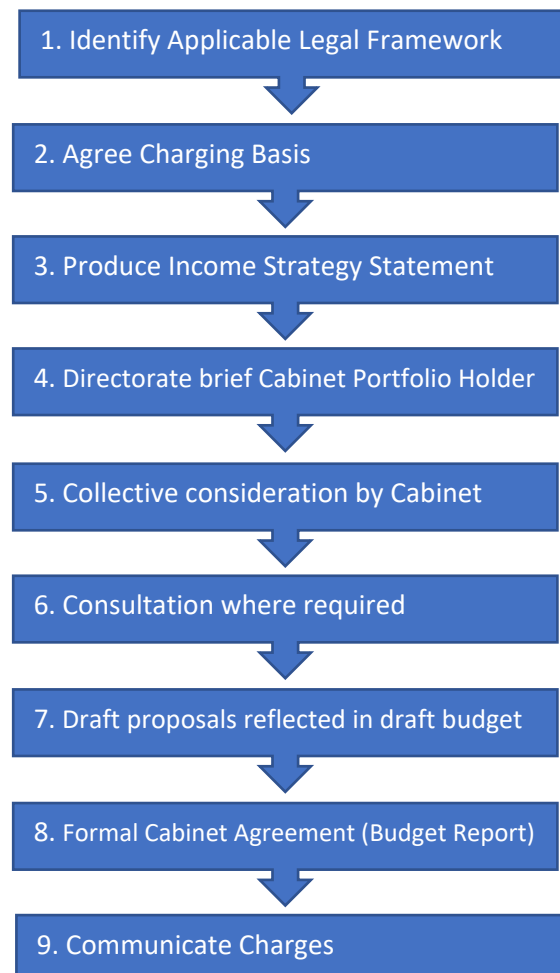 1. Identify Applicable Legal Framework
2. Agree Charging Basis
3. Produce Income Strategy Statement
4. Directorate brief Cabinet Portfolio Holder
5. Collective consideration by Cabinet
6. Consultation where required
7. Draft proposals reflected in draft budget
8. Formal Cabinet Agreement (Budget Report)
9. Communicate Charges